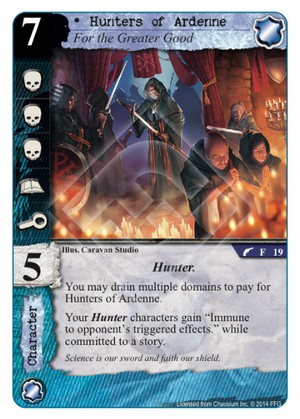 7
• Hunters of Ardenne
For the Greater Good
Illus. Caravan Studio
F 19
5
Hunter.
You may drain multiple domains to pay for
Hunters of Ardenne.
Your Hunter characters gain “Immune
to opponent's triggered effects.” while
committed to a story.
Science is our sword and faith our shield.
Character
Licensed from Chaosium Inc. © 2014 FFG